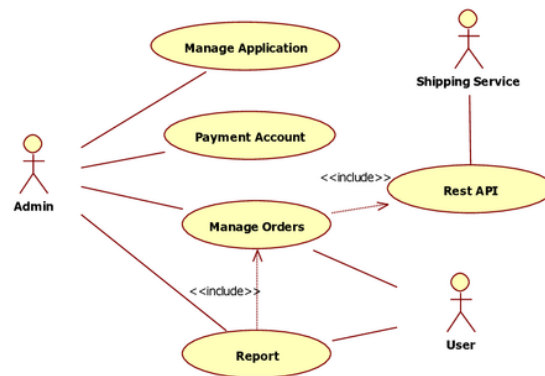 Manage Application
Shipping Service
Payment Account
Admin
<<include>>
Rest API
Manage Orders
<<include>>
User
Report